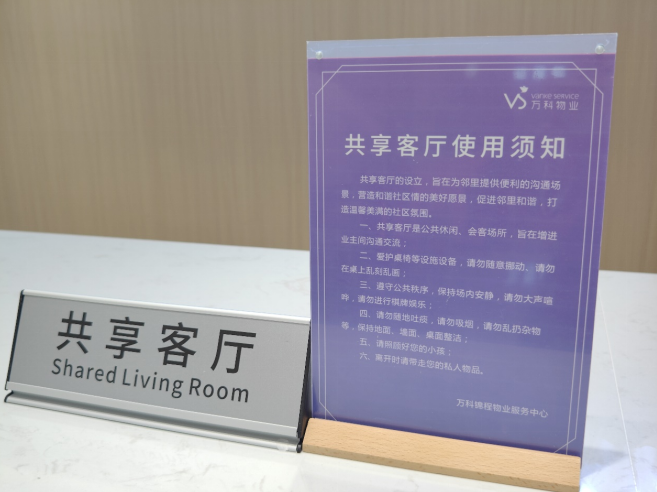 vanke service
万科物业
共享客厅使用须知
共享客厅的设立，旨在为邻里提供便利的沟通场
景，营造和谐社区情的美好愿景，促进邻里和谐，打
造温馨美满的社区氛围。
一、共享客厅是公共休闲、会客场所，旨在增进
业主间沟通交流；
二、爱护桌椅等设施设备，请勿随意搬动、请勿
在桌上乱刻乱画；
三、遵守公共秩序，保持场内安静，请勿大声喧
哗，请勿进行棋牌娱乐；
四、请勿随地吐痰，请勿吸烟，请勿乱扔杂物
等，保持地面、墙面、桌面整洁；
五、请照顾好您的小孩；
六、离开时请带走您的私人物品。
万科锦程物业服务中心
共享客厅
Shared Living Room